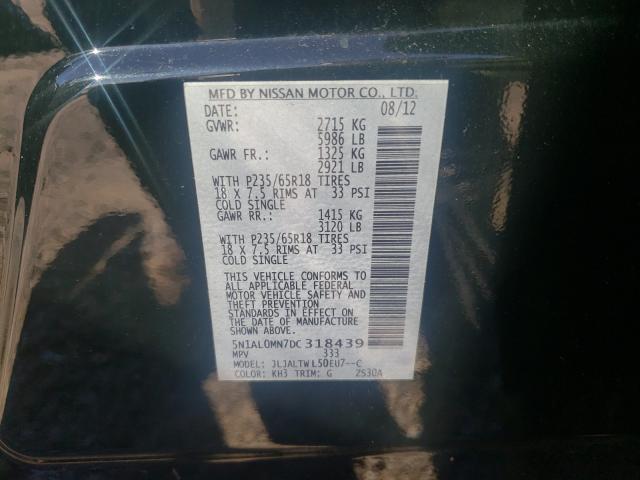 MFD BY NISSAN MOTOR CO., LTD.
DATE: 08/12
GVWR: 2715 KG
5986 LB
GAWR FR.: 1325 KG
2921 LB
WITH P235/65R18 TIRES
18 X 7.5 RIMS AT 33 PSI
COLD SINGLE
GAWR RR.: 1415 KG
3120 LB
WITH P235/65R18 TIRES
18 X 7.5 RIMS AT 33 PSI
COLD SINGLE
THIS VEHICLE CONFORMS TO
ALL APPLICABLE FEDERAL
MOTOR VEHICLE SAFETY AND
THEFT PREVENTION
STANDARDS IN EFFECT ON
THE DATE OF MANUFACTURE
SHOWN ABOVE.
5N1AL0MN7DC318439
MPV 333
MODEL: JLJALTWL50EU7--C
COLOR: KH3 TRIM: G ZS30A